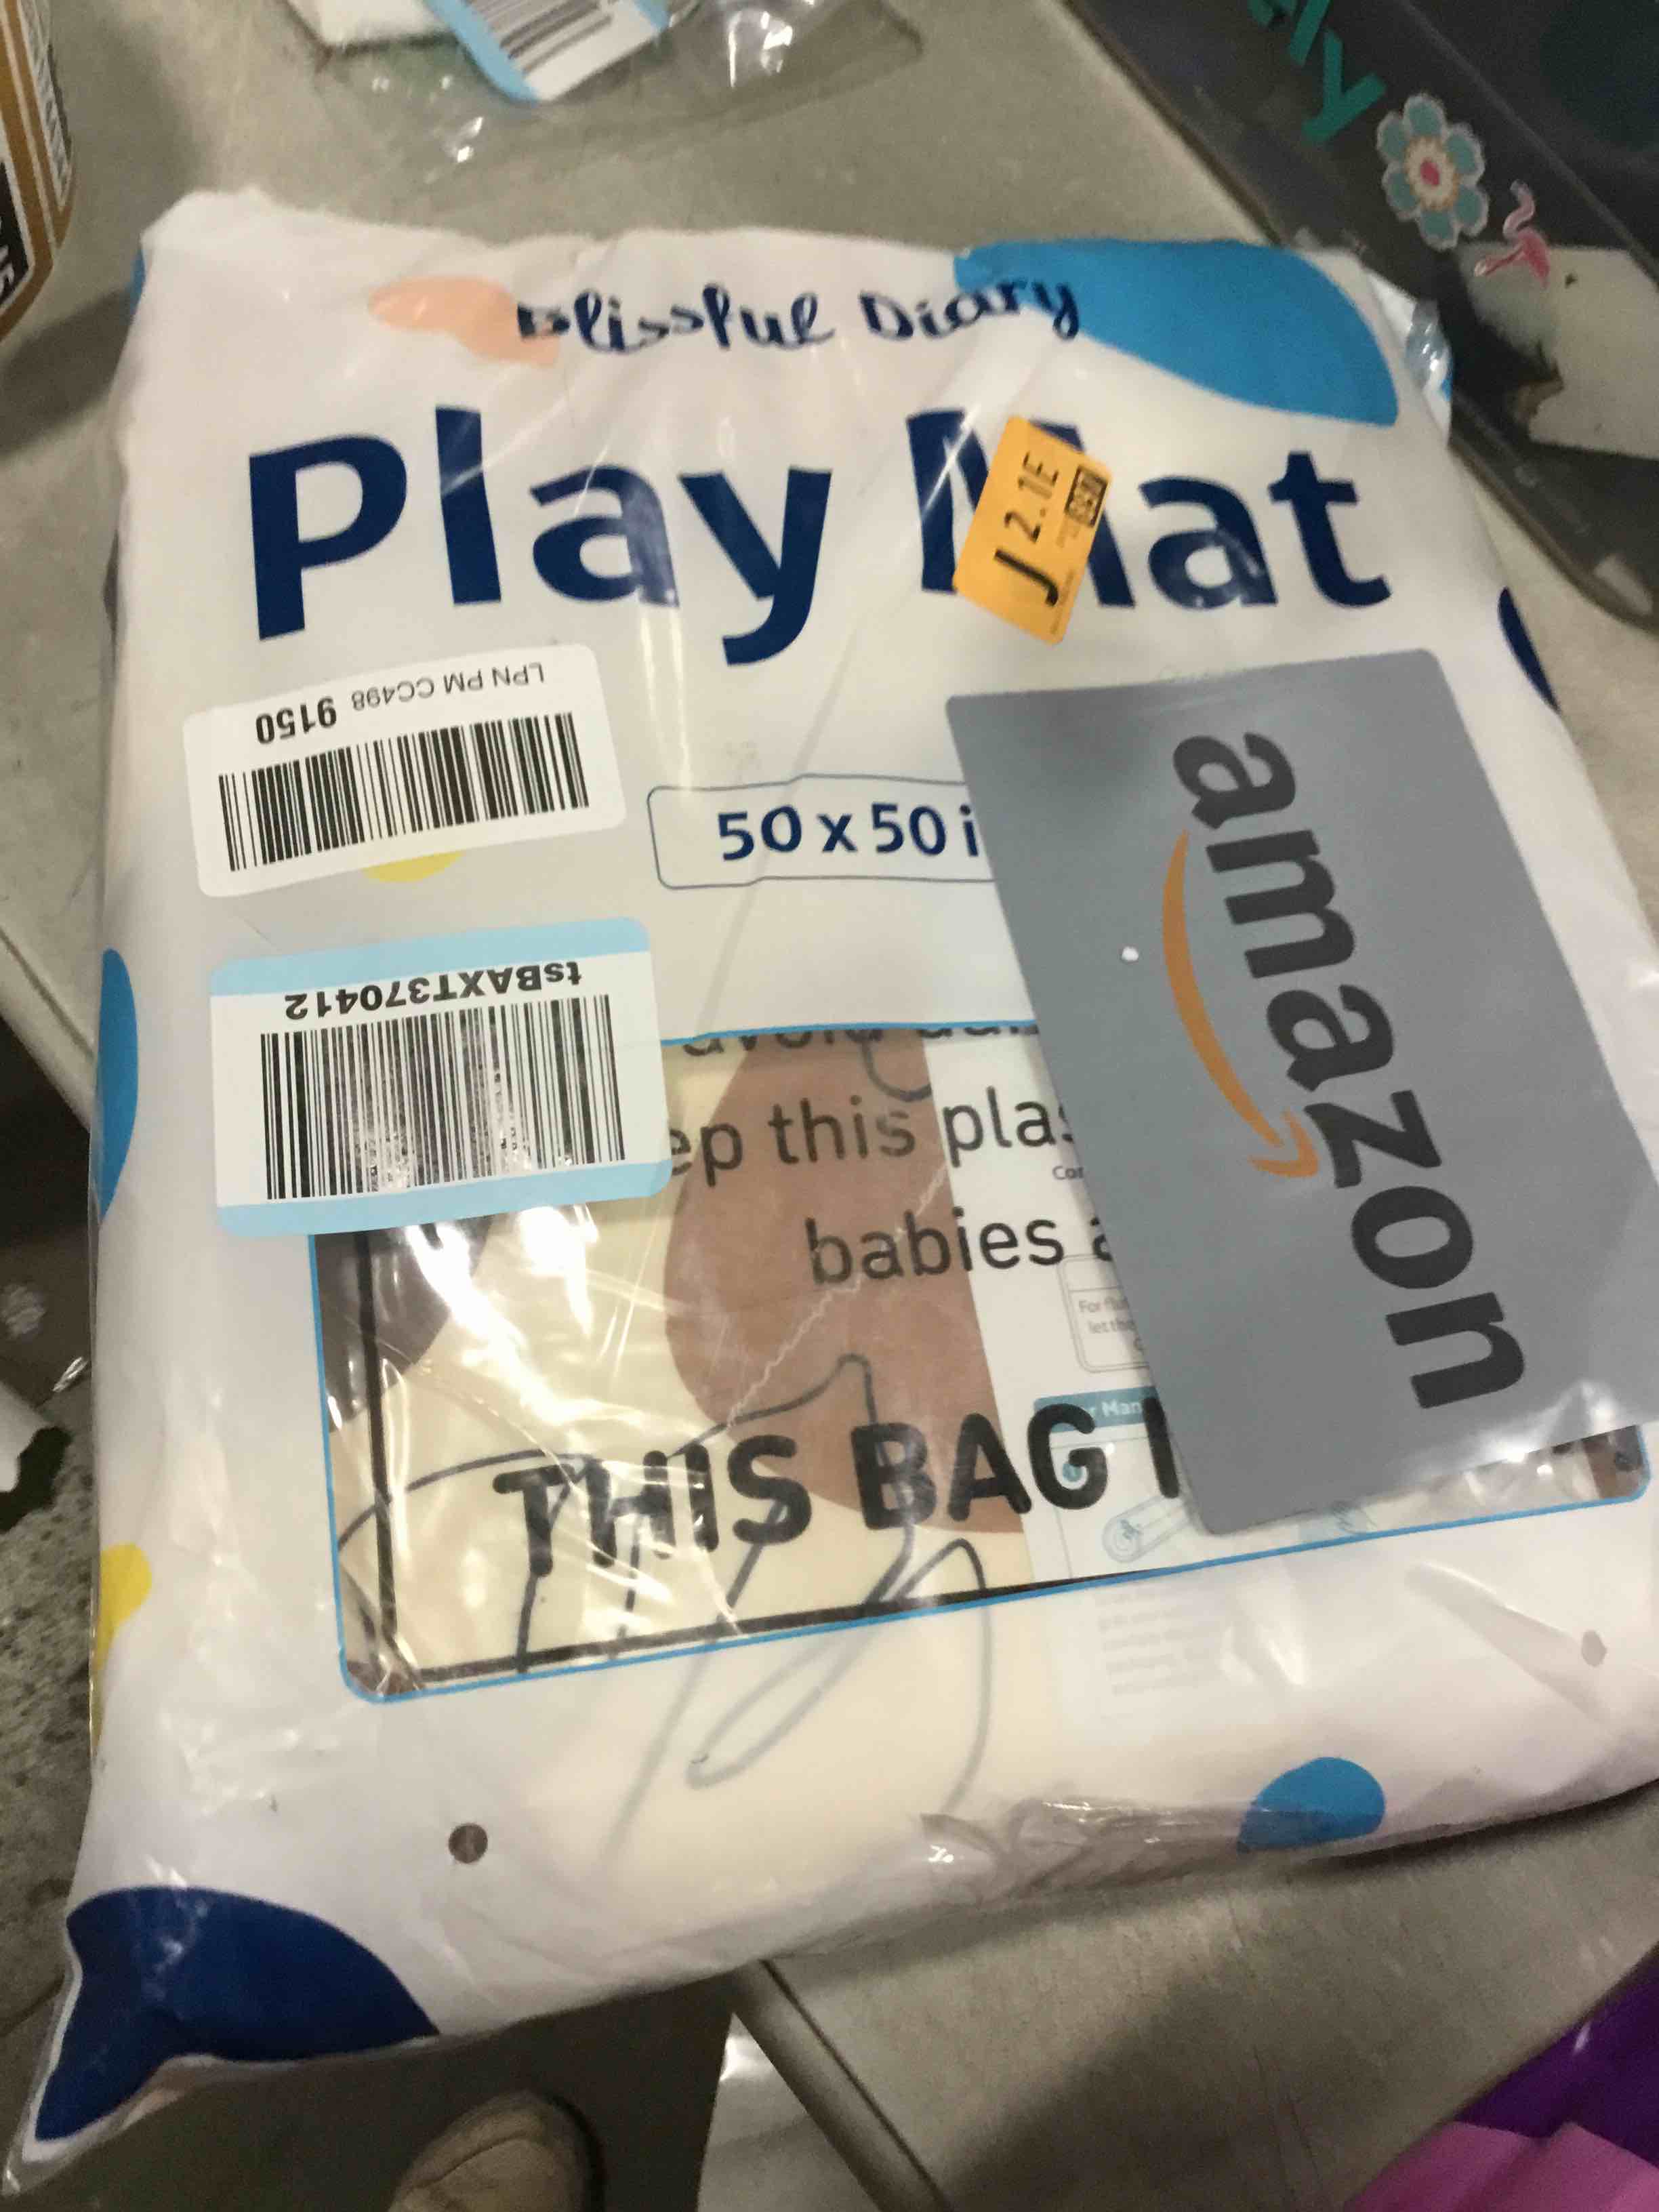 Blissful Diary
Play Mat
J 2.1E
LPN PM CC498 9150
50 x 50 i
amazon
tsBAXT370412
avoid
ep this plas
babies a
THIS BAG I